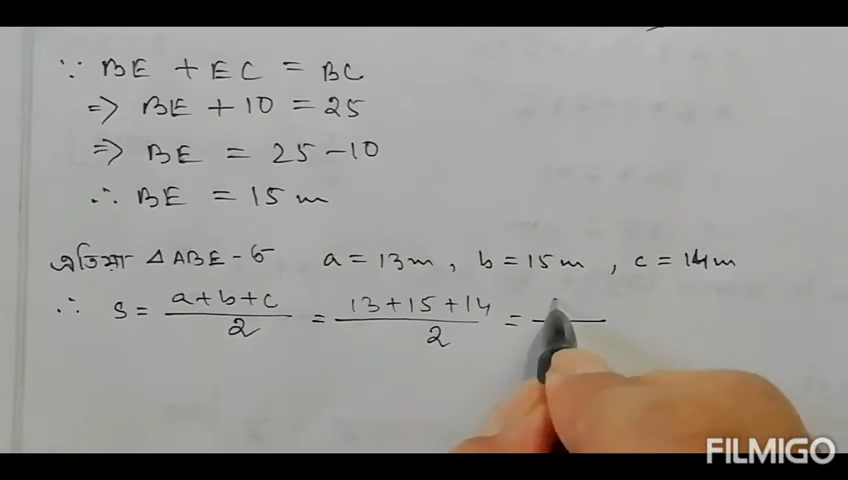 ∵ BE + EC = BC
=> BE + 10 = 25
=> BE = 25 - 10
∴ BE = 15 m
এতিয়া △ABE-ত a = 13m, b = 15m, c = 14m
∴ S = (a+b+c)/2 = (13+15+14)/2 =
FILMIGO